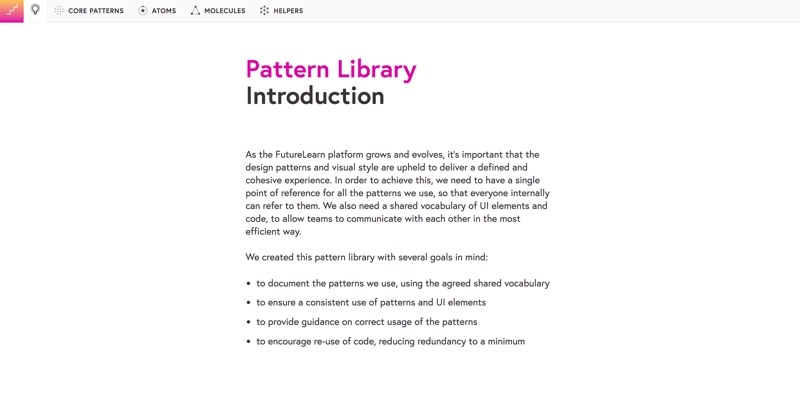 CORE PATTERNS ATOMS MOLECULES HELPERS
Pattern Library
Introduction
As the FutureLearn platform grows and evolves, it's important that the
design patterns and visual style are upheld to deliver a defined and
cohesive experience. In order to achieve this, we need to have a single
point of reference for all the patterns we use, so that everyone internally
can refer to them. We also need a shared vocabulary of UI elements and
code, to allow teams to communicate with each other in the most
efficient way.
We created this pattern library with several goals in mind:
• to document the patterns we use, using the agreed shared vocabulary
• to ensure a consistent use of patterns and UI elements
• to provide guidance on correct usage of the patterns
• to encourage re-use of code, reducing redundancy to a minimum